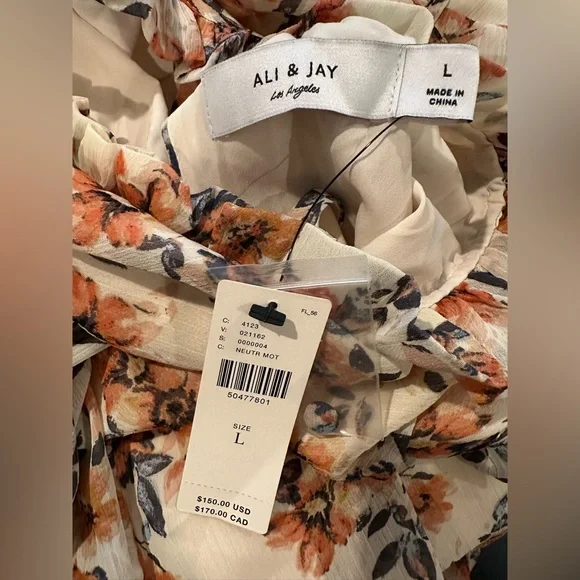 ALI & JAY
Los Angeles
L
MADE IN
CHINA
FL_56
C: 4123
V: 021162
S: 0000004
C: NEUTR MOT
50477801
SIZE
L
$150.00 USD
$170.00 CAD